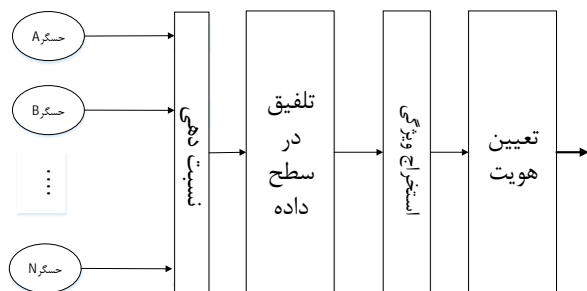 حسگرA
حسگرB
....
حسگرN
نسبت دهی
تلفیق
در
سطح
داده
استخراج ویژگی
تعیین
هویت